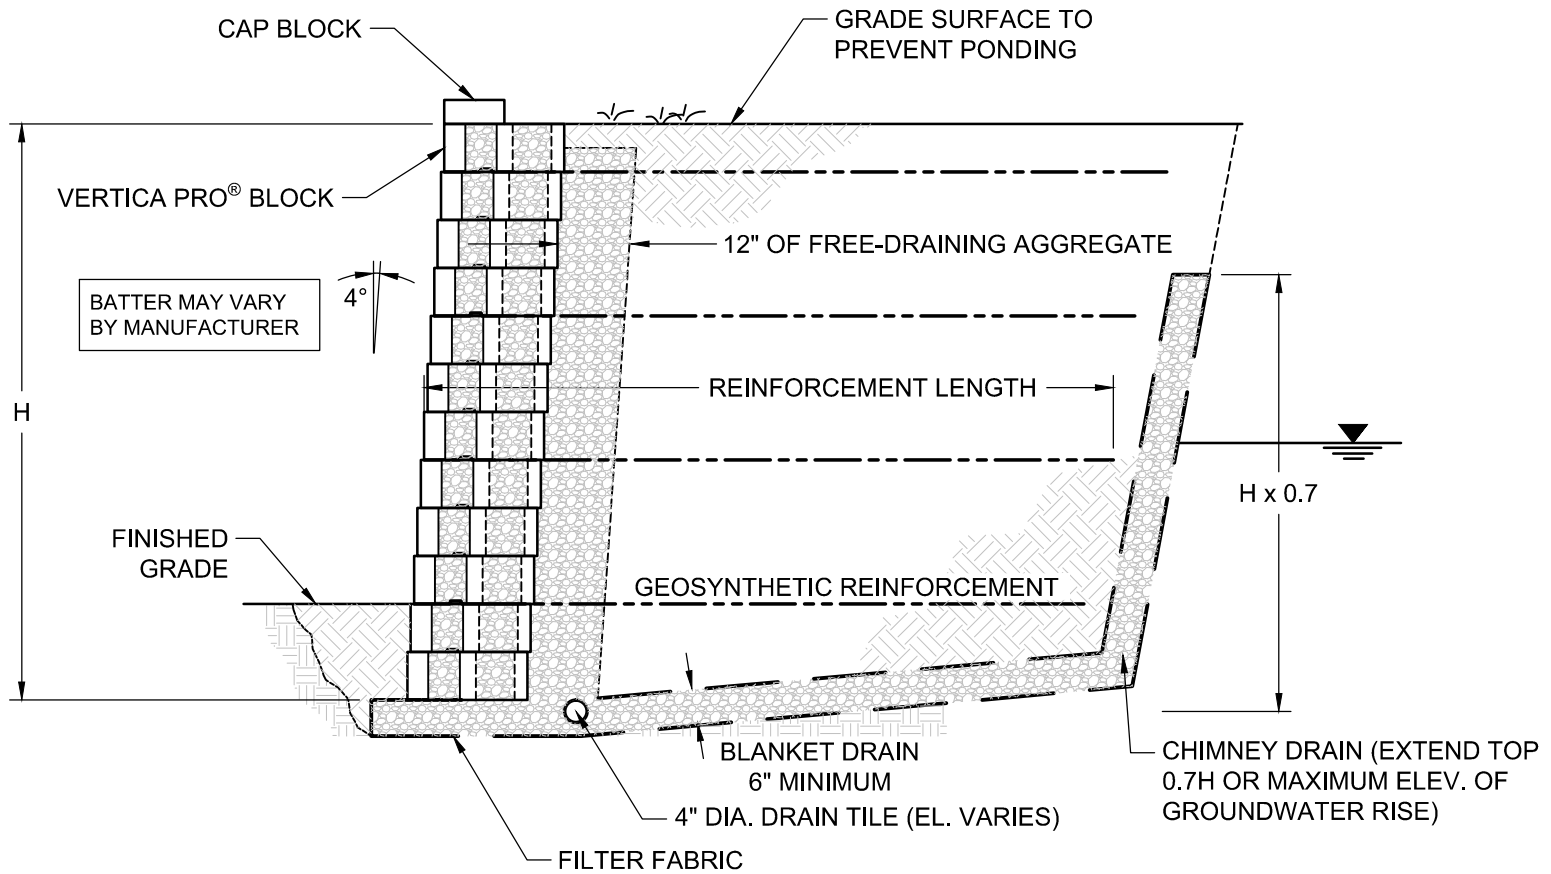 CAP BLOCK
GRADE SURFACE TO
PREVENT PONDING
VERTICA PRO® BLOCK
12" OF FREE-DRAINING AGGREGATE
BATTER MAY VARY
BY MANUFACTURER
4°
REINFORCEMENT LENGTH
H
H x 0.7
FINISHED
GRADE
GEOSYNTHETIC REINFORCEMENT
BLANKET DRAIN
6" MINIMUM
CHIMNEY DRAIN (EXTEND TOP
0.7H OR MAXIMUM ELEV. OF
GROUNDWATER RISE)
4" DIA. DRAIN TILE (EL. VARIES)
FILTER FABRIC